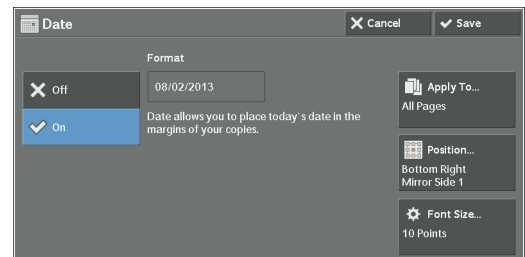 Date
Cancel
Save
Format
Off
08/02/2013
Apply To...
All Pages
On
Date allows you to place today's date in the
margins of your copies.
Position...
Bottom Right
Mirror Side 1
Font Size...
10 Points